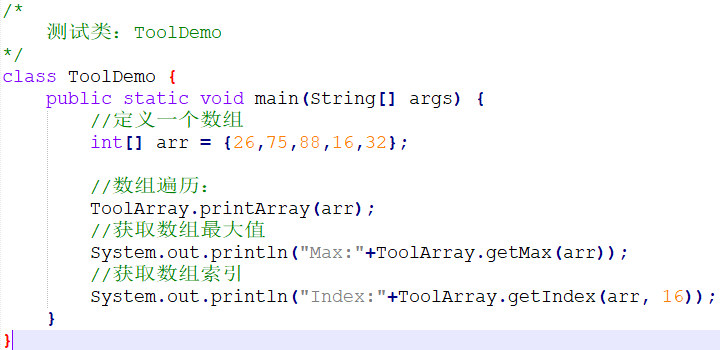 /*
    测试类：ToolDemo
*/
class ToolDemo {
    public static void main(String[] args) {
        //定义一个数组
        int[] arr = {26,75,88,16,32};

        //数组遍历：
        ToolArray.printArray(arr);
        //获取数组最大值
        System.out.println("Max:"+ToolArray.getMax(arr));
        //获取数组索引
        System.out.println("Index:"+ToolArray.getIndex(arr, 16));
    }
}